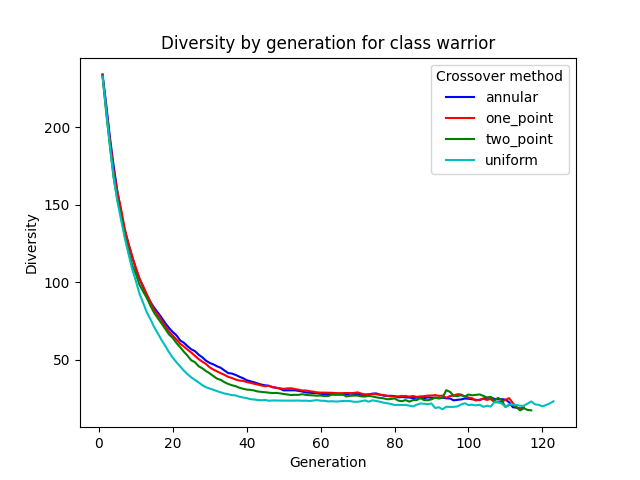 Diversity by generation for class warrior
Crossover method
annular
one_point
two_point
uniform
Diversity
200
150
100
50
0
20
40
60
80
100
120
Generation